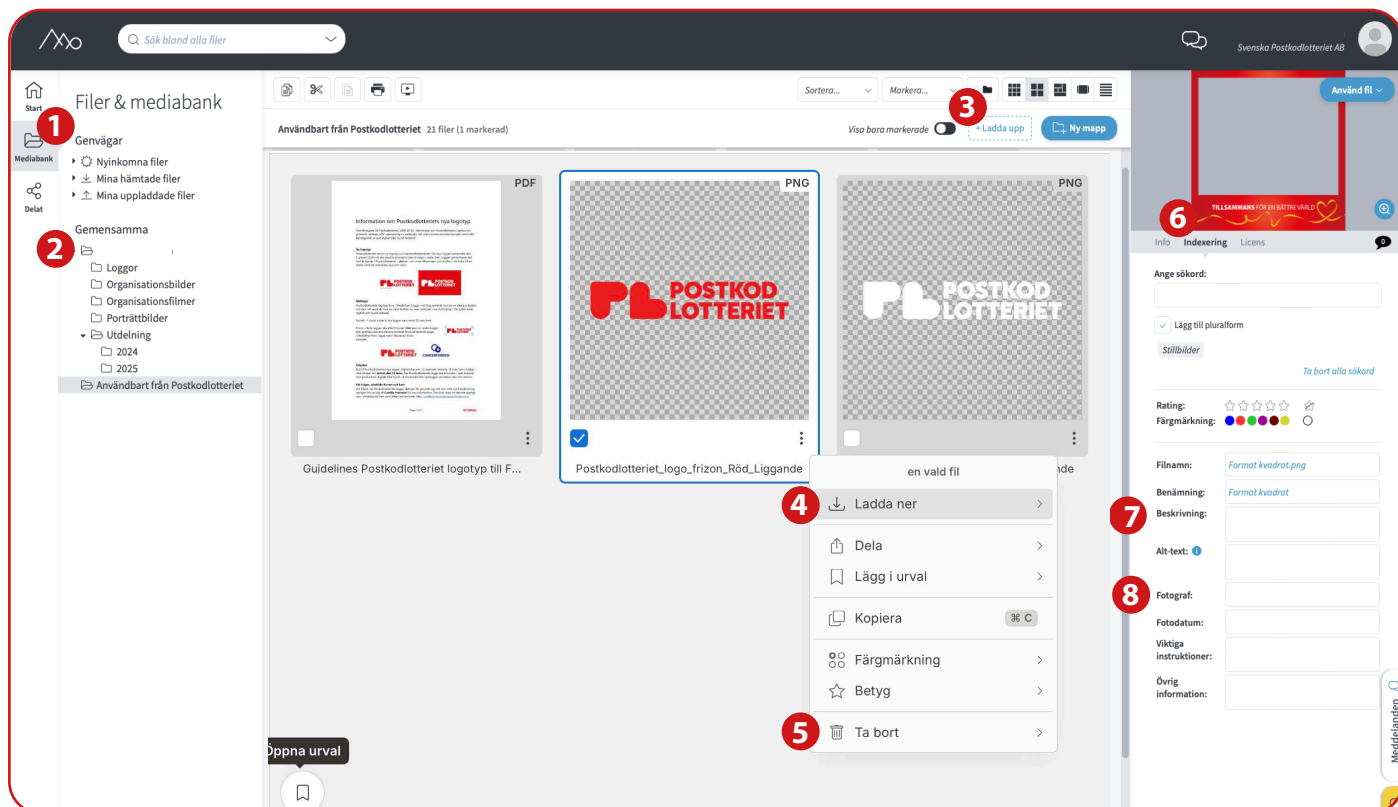 Sök bland alla filer
Svenska Postkodlotteriet AB
Start
1
Mediabank
Delat
Filer & mediabank
Genvägar
Nyinkomna filer
Mina hämtade filer
Mina uppladdade filer
2
Gemensamma
Loggor
Organisationsbilder
Organisationsfilmer
Porträttbilder
Utdelning
2024
2025
Användbart från Postkodlotteriet
Sortera...
Markera...
3
Användbart från Postkodlotteriet 21 filer (1 markerad)
Visa bara markerade
+ Ladda upp
Ny mapp
PDF
Information om Postkodlotteriets nya logotyp
Guidelines Postkodlotteriet logotyp till F...
PNG
POSTKOD
LOTTERIET
Postkodlotteriet_logo_frizon_Röd_Liggande
PNG
POSTKOD
LOTTERIET
en vald fil
4
Ladda ner
Dela
Lägg i urval
Kopiera
⌘ C
Färgmärkning
Betyg
5
Ta bort
Öppna urval
Använd fil
TILLSAMMANS FÖR EN BÄTTRE VÄRLD
6
Info
Indexering
Licens
0
Ange sökord:
Lägg till pluralform
Stillbilder
Ta bort alla sökord
Rating:
Färgmärkning:
Filnamn:
Format kvadrat.png
Benämning:
Format kvadrat
7
Beskrivning:
Alt-text:
8
Fotograf:
Fotodatum:
Viktiga
instruktioner:
Övrig
information:
Meddelanden